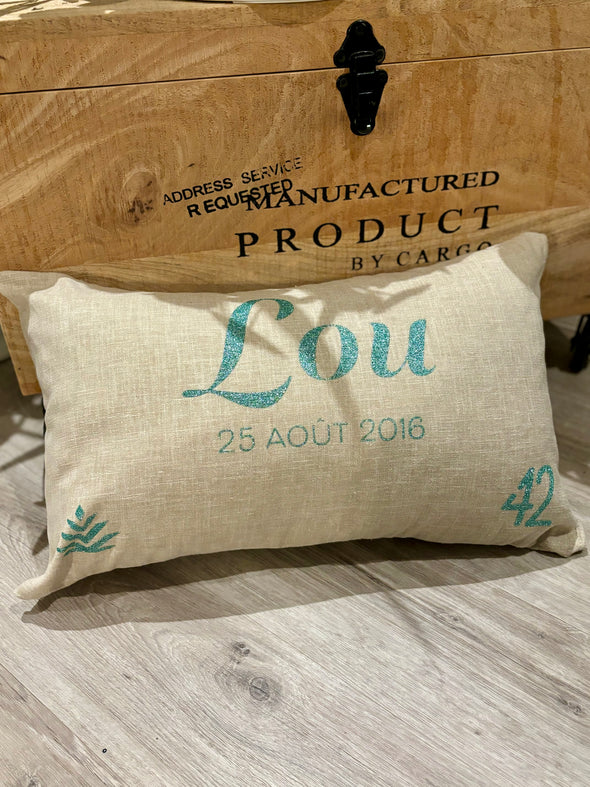 ADDRESS SERVICE
REQUESTED
MANUFACTURED
PRODUCT
BY CARGO
Lou
25 AOÛT 2016
42